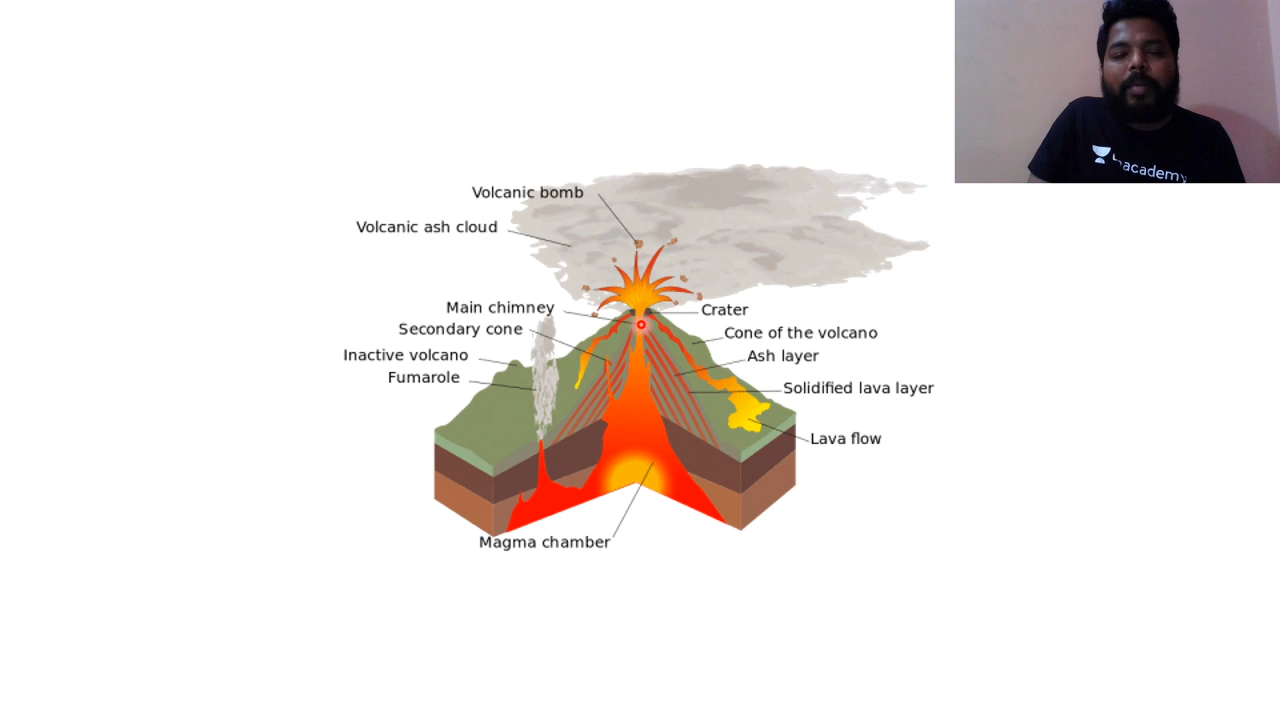 unacademy
Volcanic bomb
Volcanic ash cloud
Main chimney
Crater
Secondary cone
Cone of the volcano
Inactive volcano
Ash layer
Fumarole
Solidified lava layer
Lava flow
Magma chamber